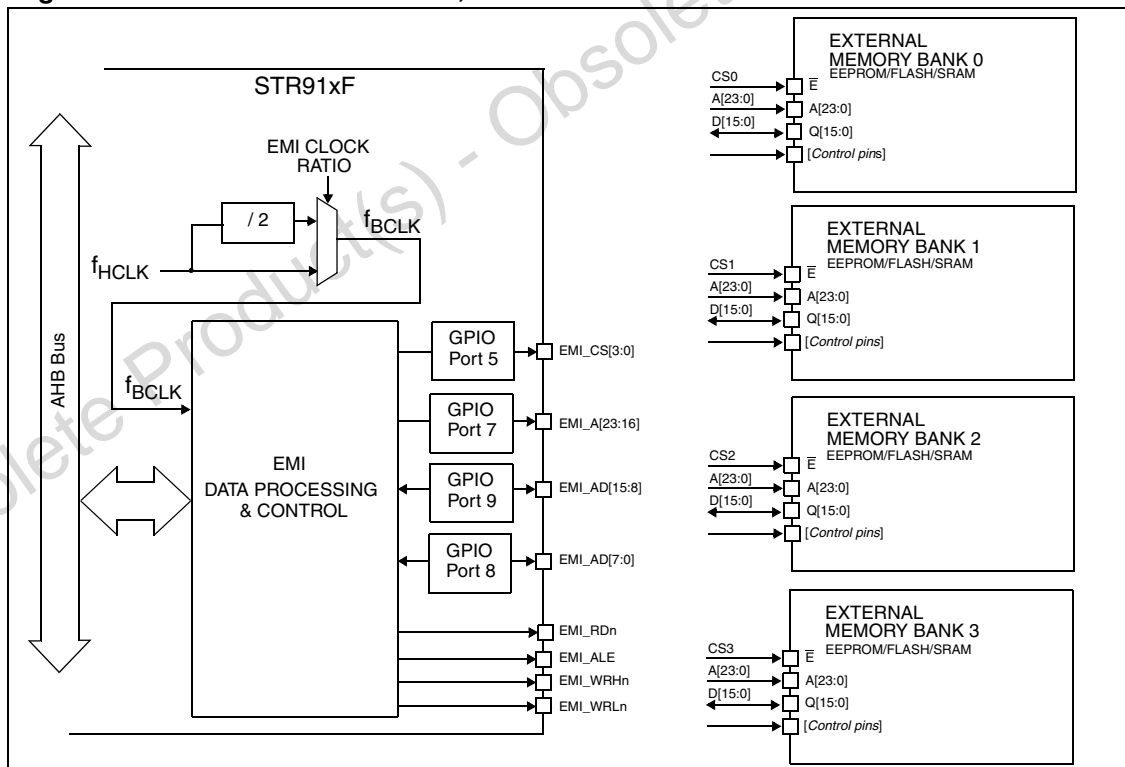 STR91xF
EMI CLOCK
RATIO
/ 2
fBCLK
fHCLK
AHB Bus
fBCLK
EMI
DATA PROCESSING
& CONTROL
GPIO
Port 5
EMI_CS[3:0]
GPIO
Port 7
EMI_A[23:16]
GPIO
Port 9
EMI_AD[15:8]
GPIO
Port 8
EMI_AD[7:0]
EMI_RDn
EMI_ALE
EMI_WRHn
EMI_WRLn
EXTERNAL
MEMORY BANK 0
EEPROM/FLASH/SRAM
CS0
E
A[23:0]
A[23:0]
D[15:0]
Q[15:0]
[Control pins]
EXTERNAL
MEMORY BANK 1
EEPROM/FLASH/SRAM
CS1
E
A[23:0]
A[23:0]
D[15:0]
Q[15:0]
[Control pins]
EXTERNAL
MEMORY BANK 2
EEPROM/FLASH/SRAM
CS2
E
A[23:0]
A[23:0]
D[15:0]
Q[15:0]
[Control pins]
EXTERNAL
MEMORY BANK 3
EEPROM/FLASH/SRAM
CS3
E
A[23:0]
A[23:0]
D[15:0]
Q[15:0]
[Control pins]
Product(s) - Obsolete